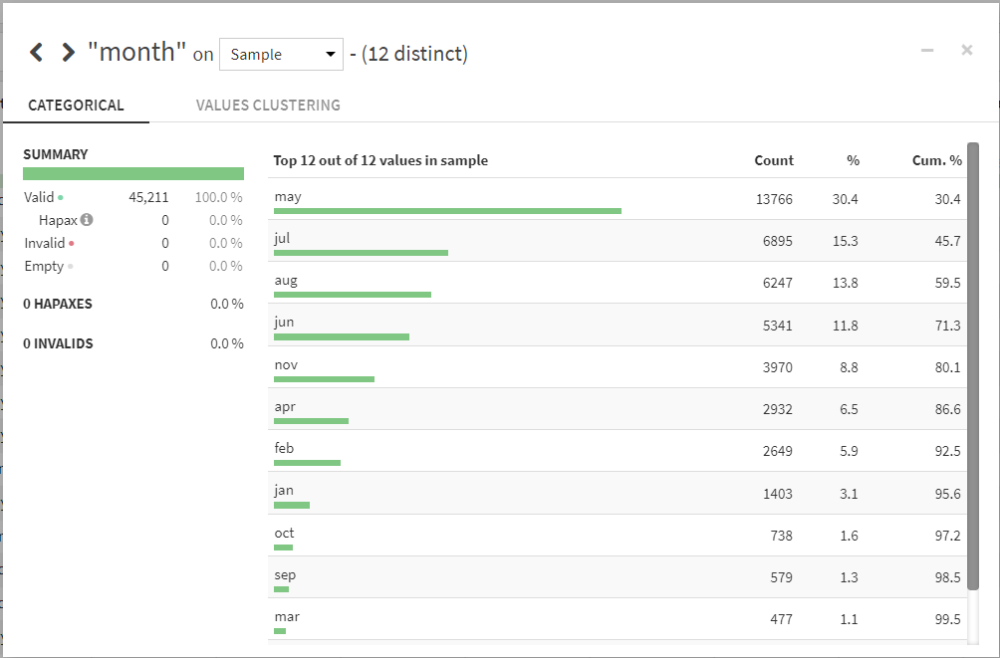 "month" on Sample - (12 distinct)
CATEGORICAL VALUES CLUSTERING
SUMMARY
Valid 45,211 100.0 %
Hapax 0 0.0 %
Invalid 0 0.0 %
Empty 0 0.0 %
0 HAPAXES 0.0 %
0 INVALIDS 0.0 %
Top 12 out of 12 values in sample Count % Cum. %
may 13766 30.4 30.4
jul 6895 15.3 45.7
aug 6247 13.8 59.5
jun 5341 11.8 71.3
nov 3970 8.8 80.1
apr 2932 6.5 86.6
feb 2649 5.9 92.5
jan 1403 3.1 95.6
oct 738 1.6 97.2
sep 579 1.3 98.5
mar 477 1.1 99.5